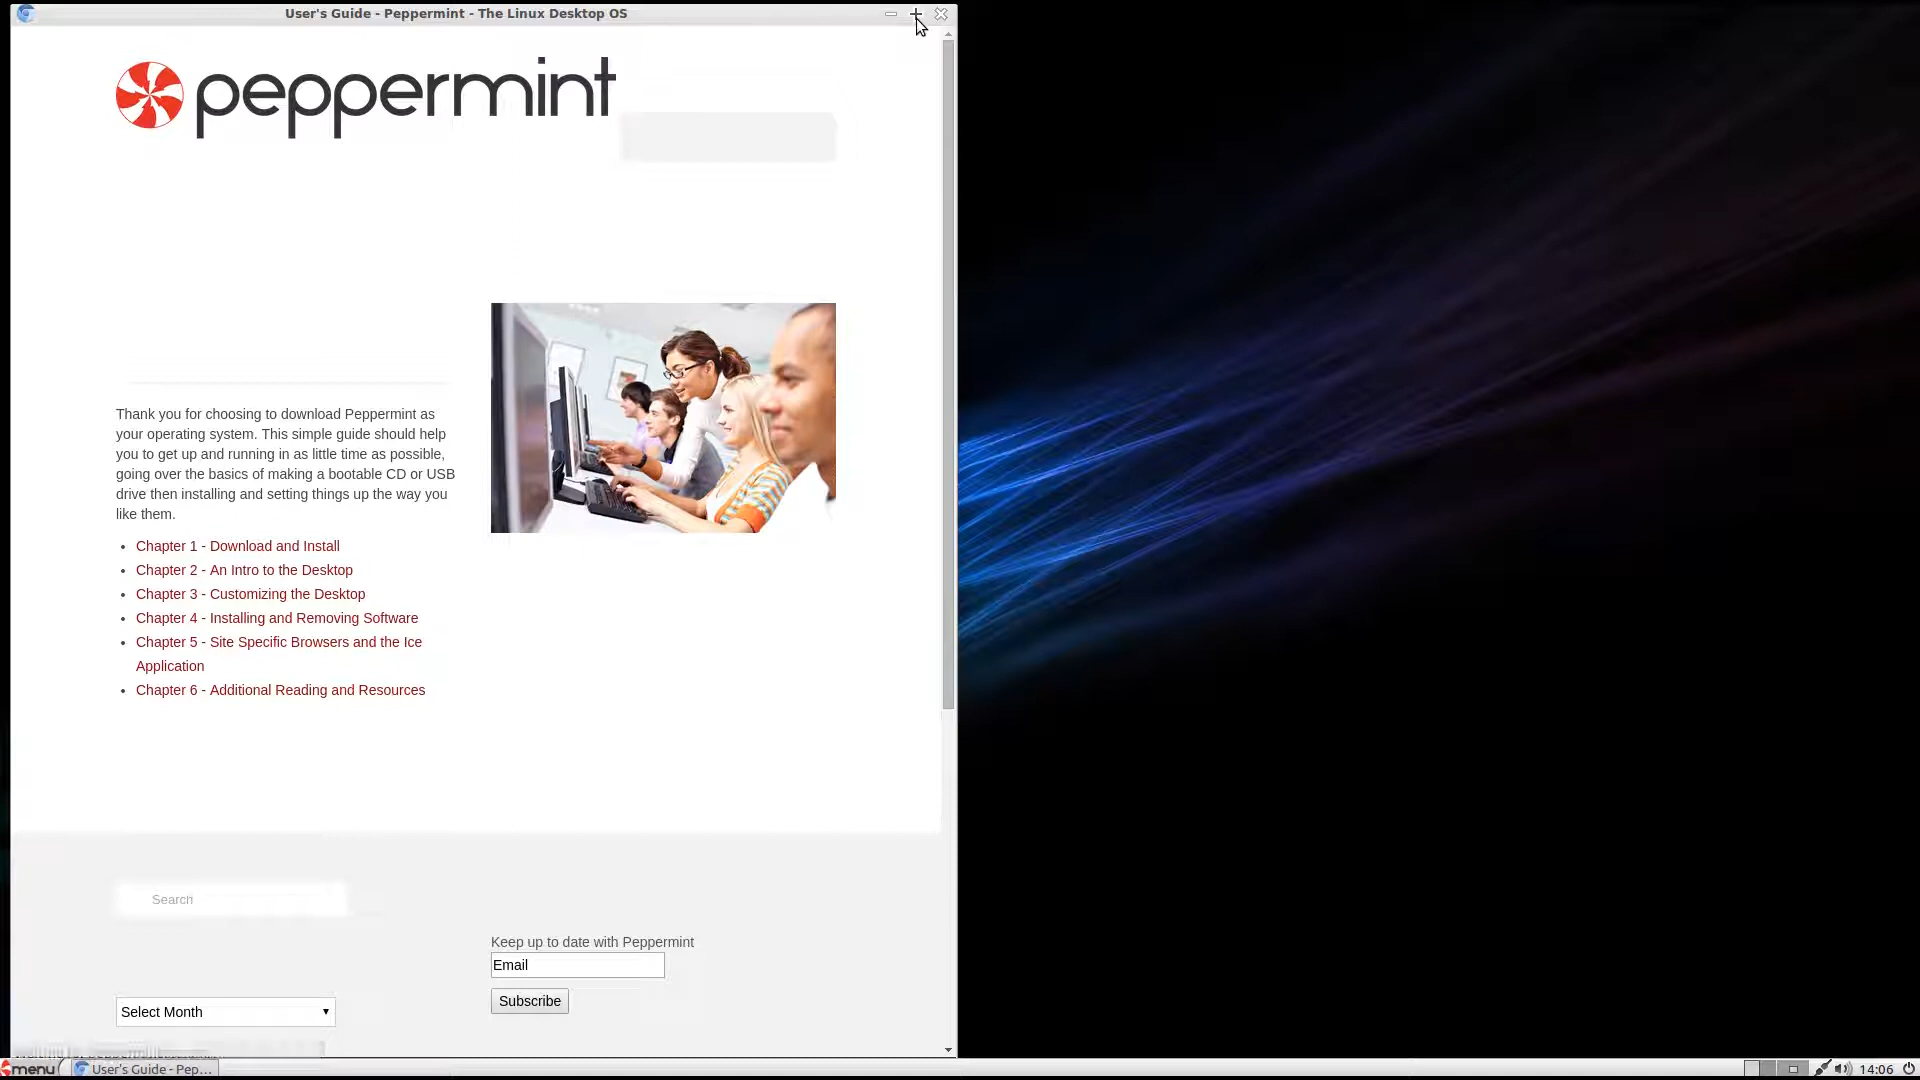 User's Guide - Peppermint - The Linux Desktop OS
peppermint
Thank you for choosing to download Peppermint as
your operating system. This simple guide should help
you to get up and running in as little time as possible,
going over the basics of making a bootable CD or USB
drive then installing and setting things up the way you
like them.
Chapter 1 - Download and Install
Chapter 2 - An Intro to the Desktop
Chapter 3 - Customizing the Desktop
Chapter 4 - Installing and Removing Software
Chapter 5 - Site Specific Browsers and the Ice
Application
Chapter 6 - Additional Reading and Resources
Search
Keep up to date with Peppermint
Email
Subscribe
Select Month
menu
User's Guide - Pep...
14:06